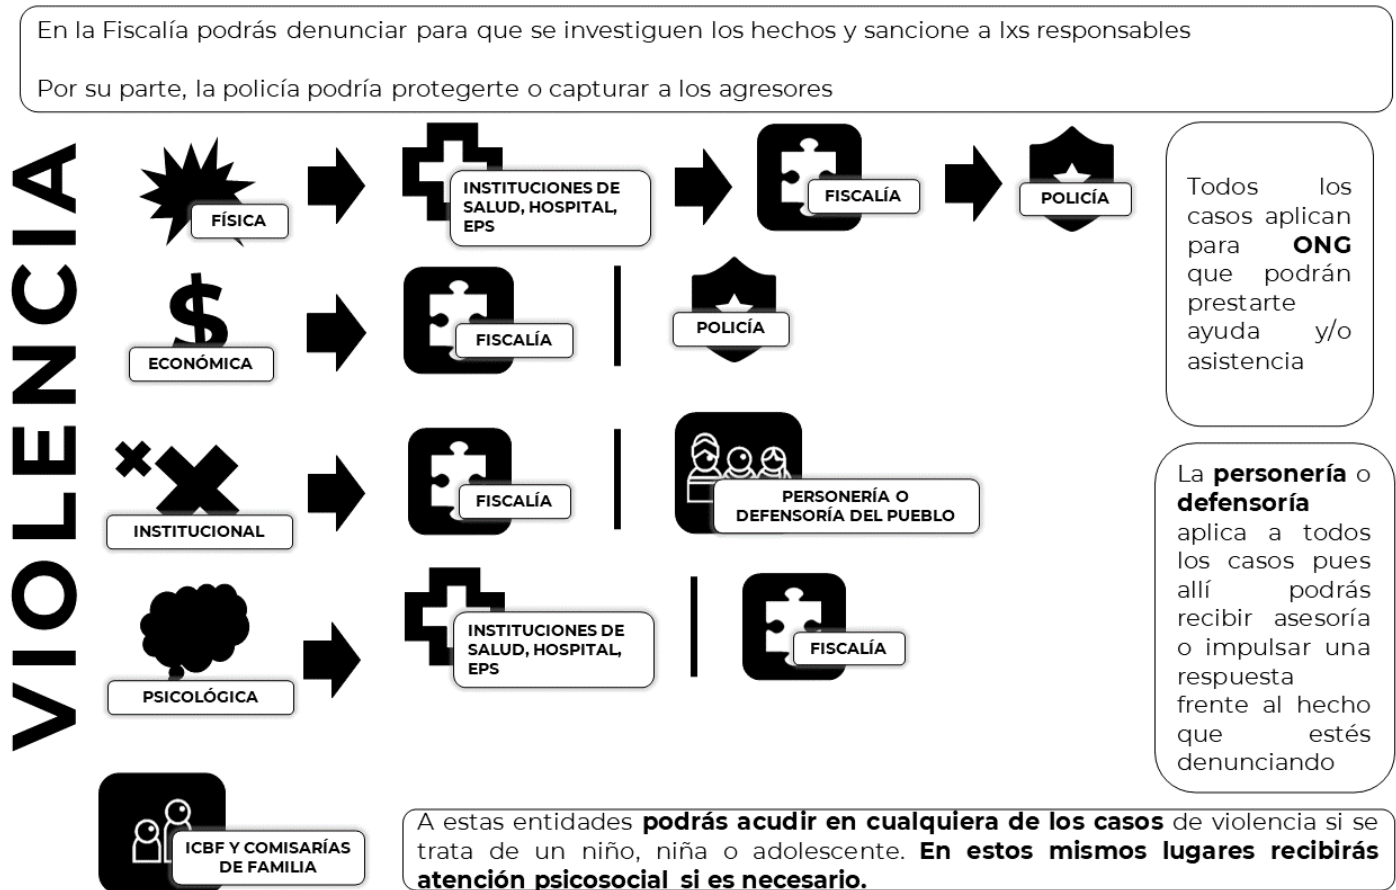 En la Fiscalía podrás denunciar para que se investiguen los hechos y sancione a lxs responsables
Por su parte, la policía podría protegerte o capturar a los agresores
VIOLENCIA
FÍSICA
INSTITUCIONES DE
SALUD, HOSPITAL,
EPS
FISCALÍA
POLICÍA
ECONÓMICA
FISCALÍA
POLICÍA
INSTITUCIONAL
FISCALÍA
PERSONERÍA O
DEFENSORÍA DEL PUEBLO
PSICOLÓGICA
INSTITUCIONES DE
SALUD, HOSPITAL,
EPS
FISCALÍA
Todos los
casos aplican
para ONG
que podrán
prestarte
ayuda y/o
asistencia
La personería o
defensoría
aplica a todos
los casos pues
allí podrás
recibir asesoría
o impulsar una
respuesta
frente al hecho
que estés
denunciando
ICBF Y COMISARÍAS
DE FAMILIA
A estas entidades podrás acudir en cualquiera de los casos de violencia si se
trata de un niño, niña o adolescente. En estos mismos lugares recibirás
atención psicosocial si es necesario.